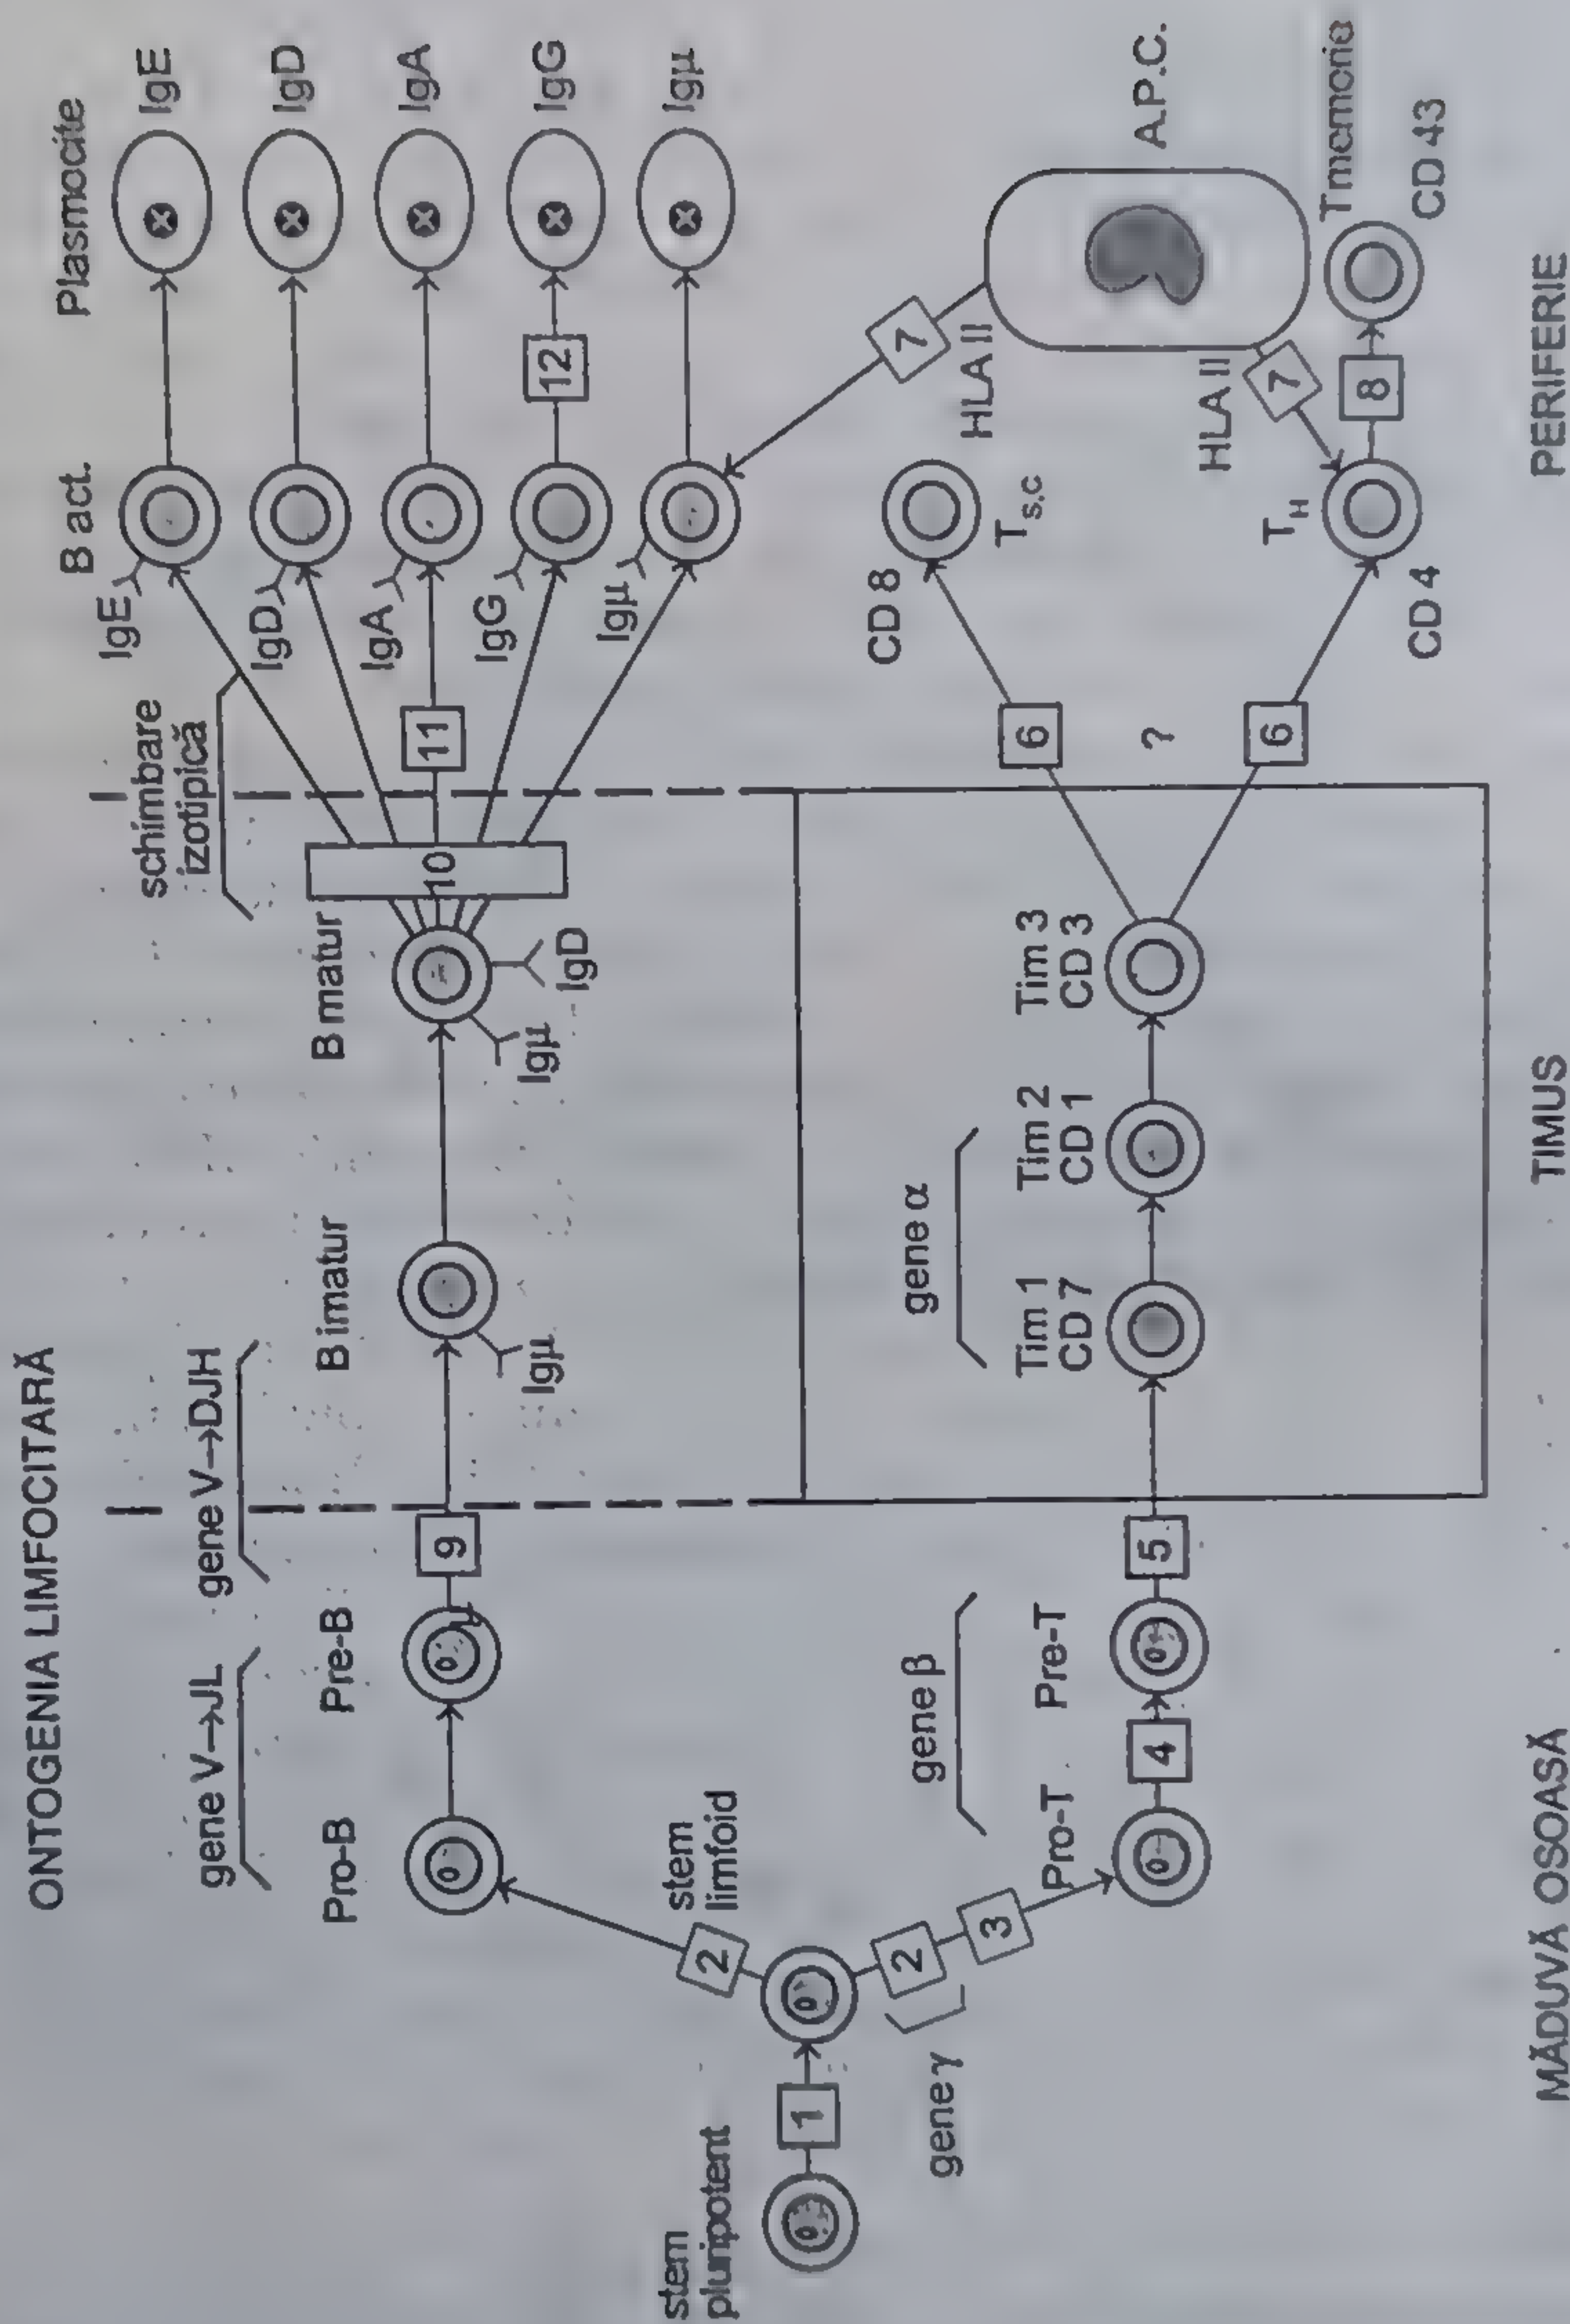 ONTOGENIA LIMFOCITARĂ
gene V→JL
gene V→DJH
schimbare
izotipică
Pro-B
Pre-B
B imatur
B matur
B act.
Plasmocite
9
10
11
12
Igμ
Igμ
IgD
IgE
IgD
IgA
IgG
Igμ
IgE
IgD
IgA
IgG
Igμ
stem
pluripotent
1
stem
limfoid
2
2
3
gene γ
gene β
Pro-T
Pre-T
4
5
gene α
Tim 1
CD 7
Tim 2
CD 1
Tim 3
CD 3
6
?
6
CD 8
T s.c
CD 4
T H
7
HLA II
HLA II
7
8
A.P.C.
T memorie
CD 43
MĂDUVĂ OSOASĂ
TIMUS
PERIFERIE